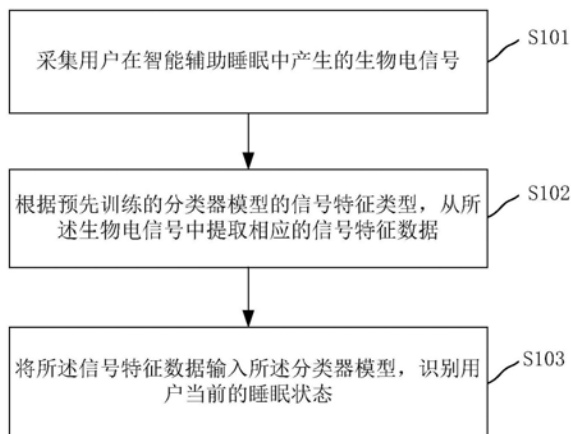 采集用户在智能辅助睡眠中产生的生物电信号
S101
根据预先训练的分类器模型的信号特征类型，从所
述生物电信号中提取相应的信号特征数据
S102
将所述信号特征数据输入所述分类器模型，识别用
户当前的睡眠状态
S103